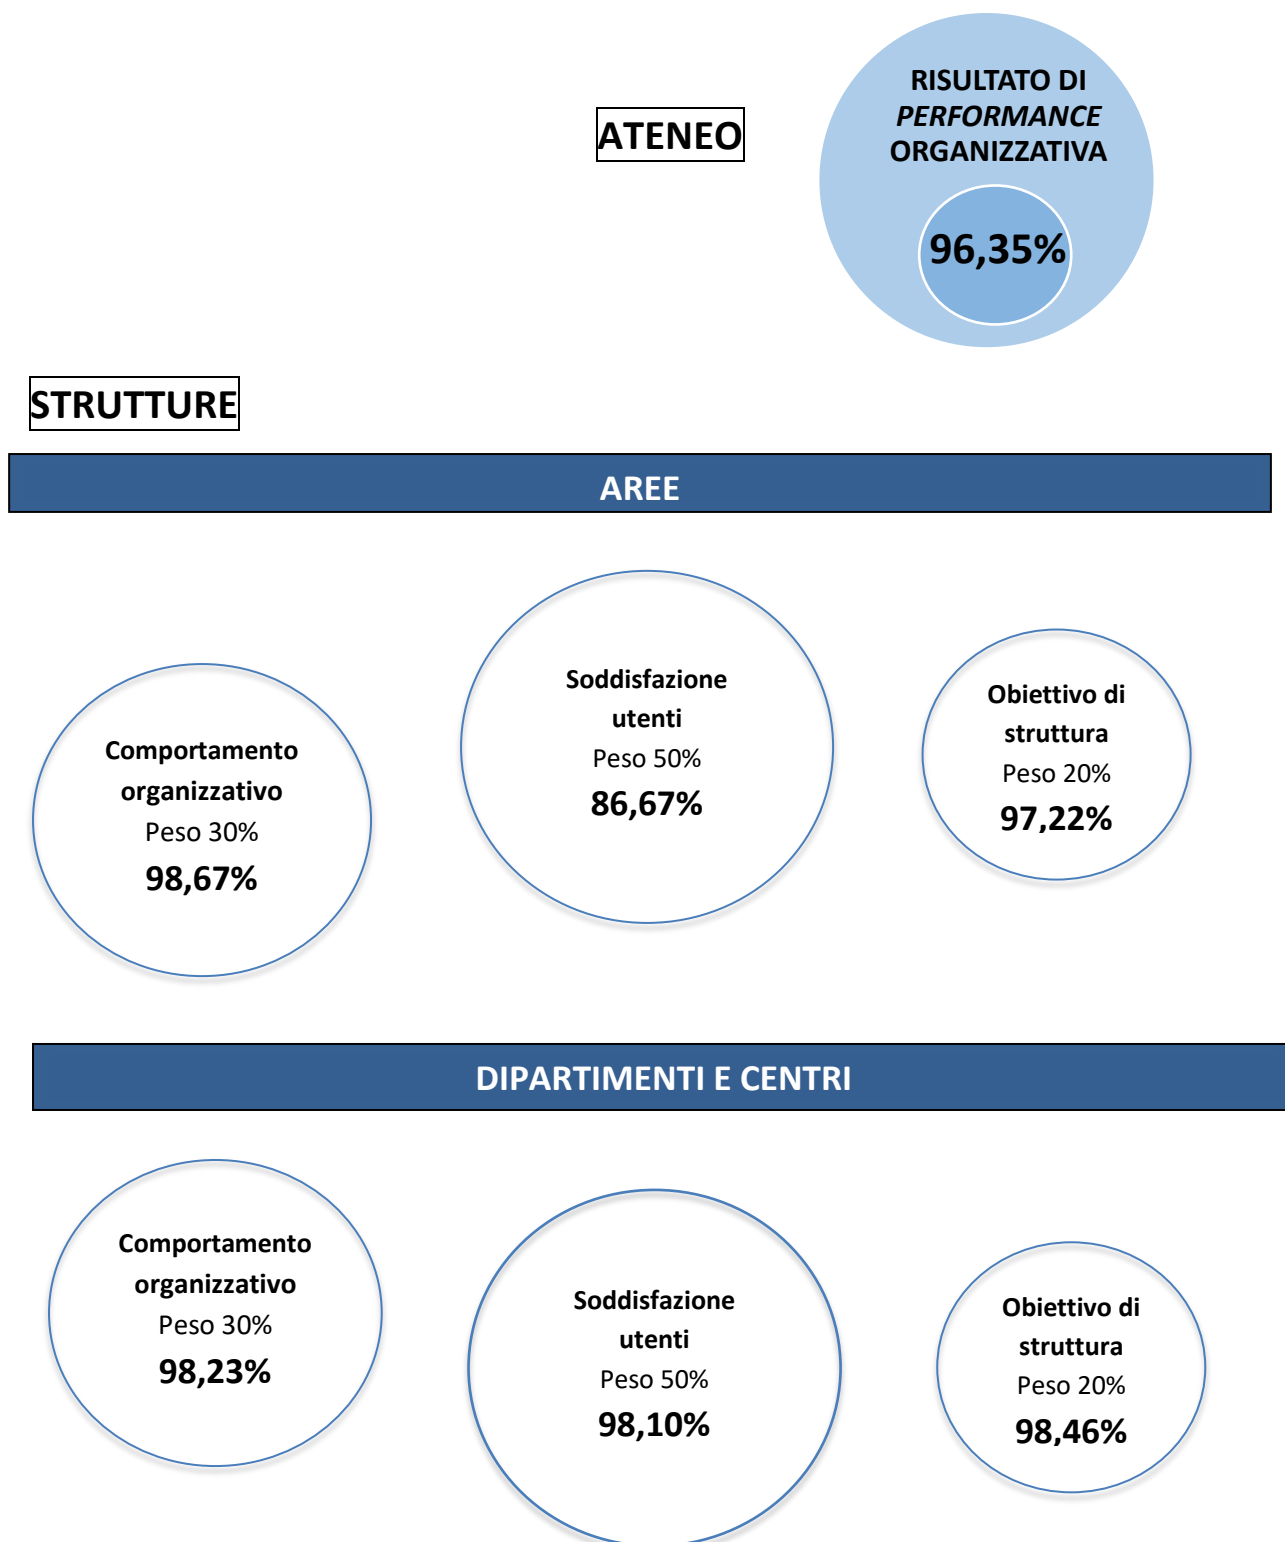 RISULTATO DI
PERFORMANCE
ORGANIZZATIVA
ATENEO
96,35%
STRUTTURE
AREE
Comportamento
organizzativo
Peso 30%
98,67%
Soddisfazione
utenti
Peso 50%
86,67%
Obiettivo di
struttura
Peso 20%
97,22%
DIPARTIMENTI E CENTRI
Comportamento
organizzativo
Peso 30%
98,23%
Soddisfazione
utenti
Peso 50%
98,10%
Obiettivo di
struttura
Peso 20%
98,46%